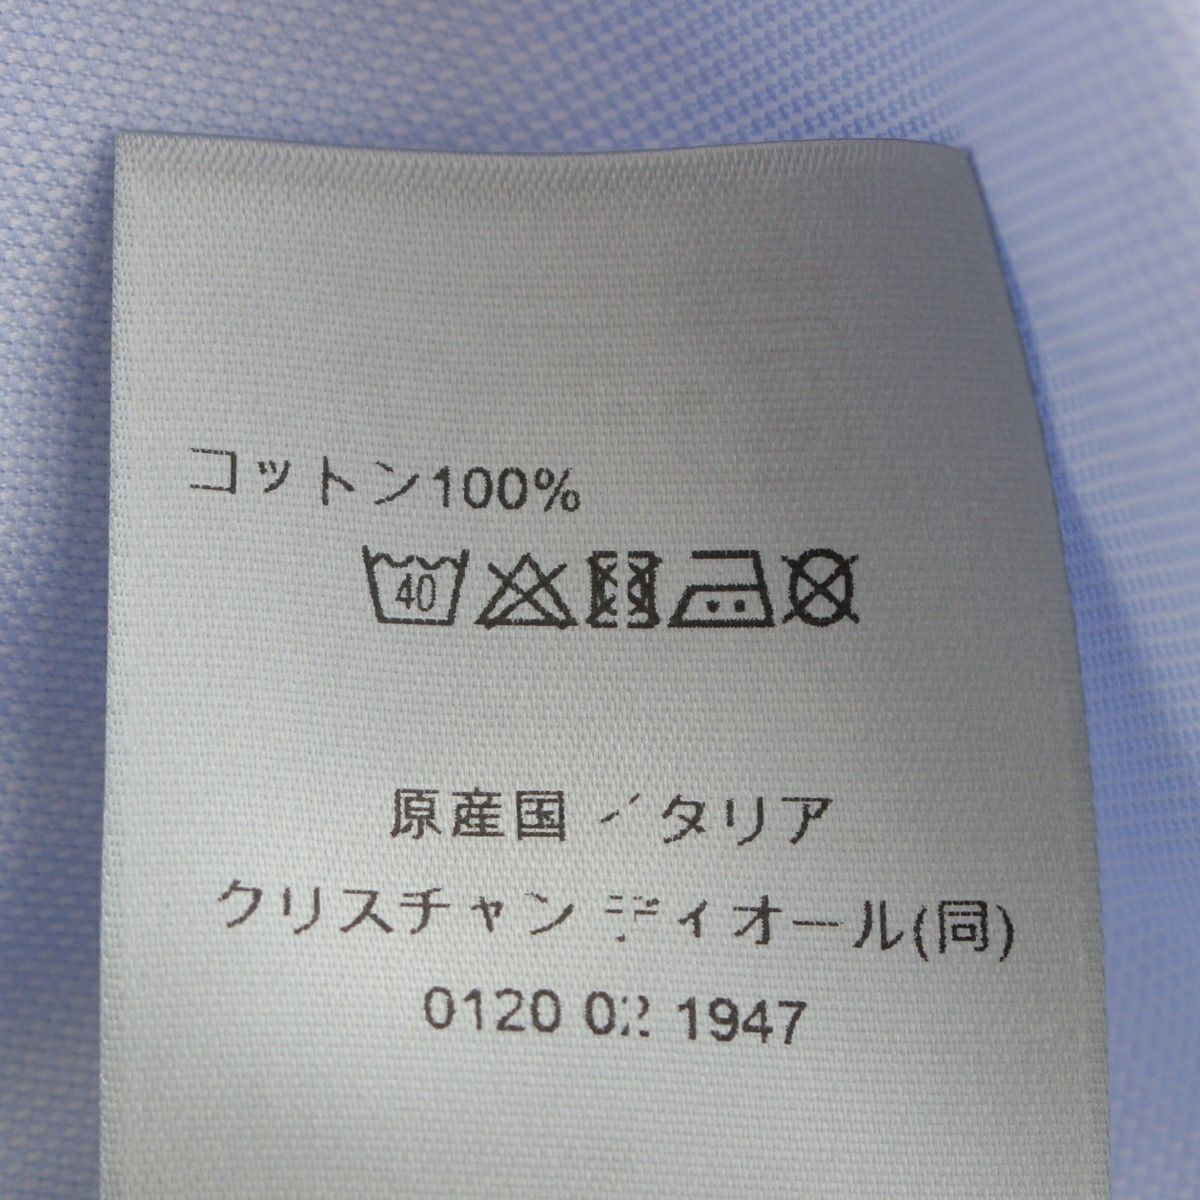 コットン100%
40
原産国 イタリア
クリスチャン ディオール(同)
0120 02 1947